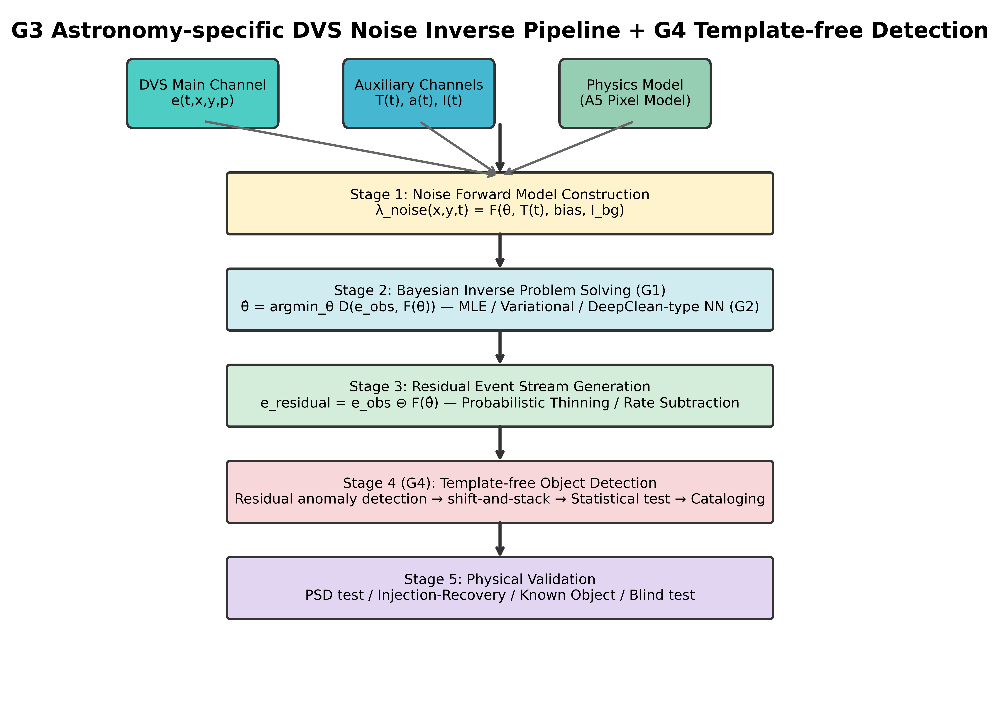 G3 Astronomy-specific DVS Noise Inverse Pipeline + G4 Template-free Detection
DVS Main Channel
e(t,x,y,p)
Auxiliary Channels
T(t), a(t), I(t)
Physics Model
(A5 Pixel Model)
Stage 1: Noise Forward Model Construction
λ_noise(x,y,t) = F(θ, T(t), bias, I_bg)
Stage 2: Bayesian Inverse Problem Solving (G1)
θ̂ = argmin_θ D(e_obs, F(θ)) — MLE / Variational / DeepClean-type NN (G2)
Stage 3: Residual Event Stream Generation
e_residual = e_obs ⊖ F(θ̂) — Probabilistic Thinning / Rate Subtraction
Stage 4 (G4): Template-free Object Detection
Residual anomaly detection → shift-and-stack → Statistical test → Cataloging
Stage 5: Physical Validation
PSD test / Injection-Recovery / Known Object / Blind test